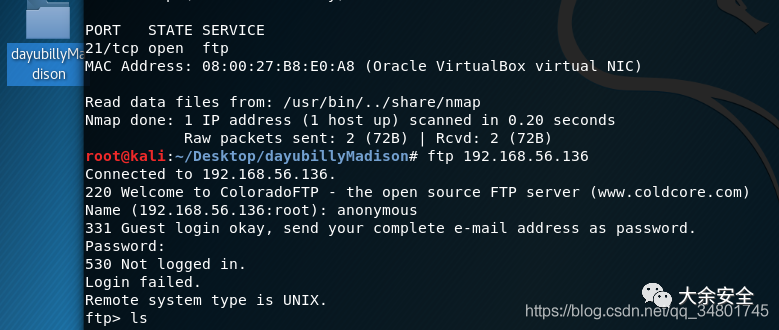 PORT   STATE SERVICE
21/tcp open  ftp
MAC Address: 08:00:27:B8:E0:A8 (Oracle VirtualBox virtual NIC)
dayubillyMa
dison
Read data files from: /usr/bin/../share/nmap
Nmap done: 1 IP address (1 host up) scanned in 0.20 seconds
           Raw packets sent: 2 (72B) | Rcvd: 2 (72B)
root@kali:~/Desktop/dayubillyMadison# ftp 192.168.56.136
Connected to 192.168.56.136.
220 Welcome to ColoradoFTP - the open source FTP server (www.coldcore.com)
Name (192.168.56.136:root): anonymous
331 Guest login okay, send your complete e-mail address as password.
Password:
530 Not logged in.
Login failed.
Remote system type is UNIX.
ftp> ls
大余安全
https://blog.csdn.net/qq_34801745